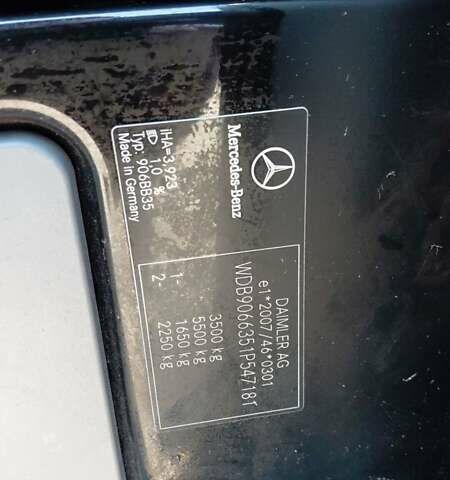 Mercedes-Benz
DAIMLER AG
e1*2007/46*0301
WDB9066351P547181
3500 kg
5500 kg
1- 1650 kg
2- 2250 kg
iHA=3,923
1,0 %
Typ: 906BB35
Made in Germany